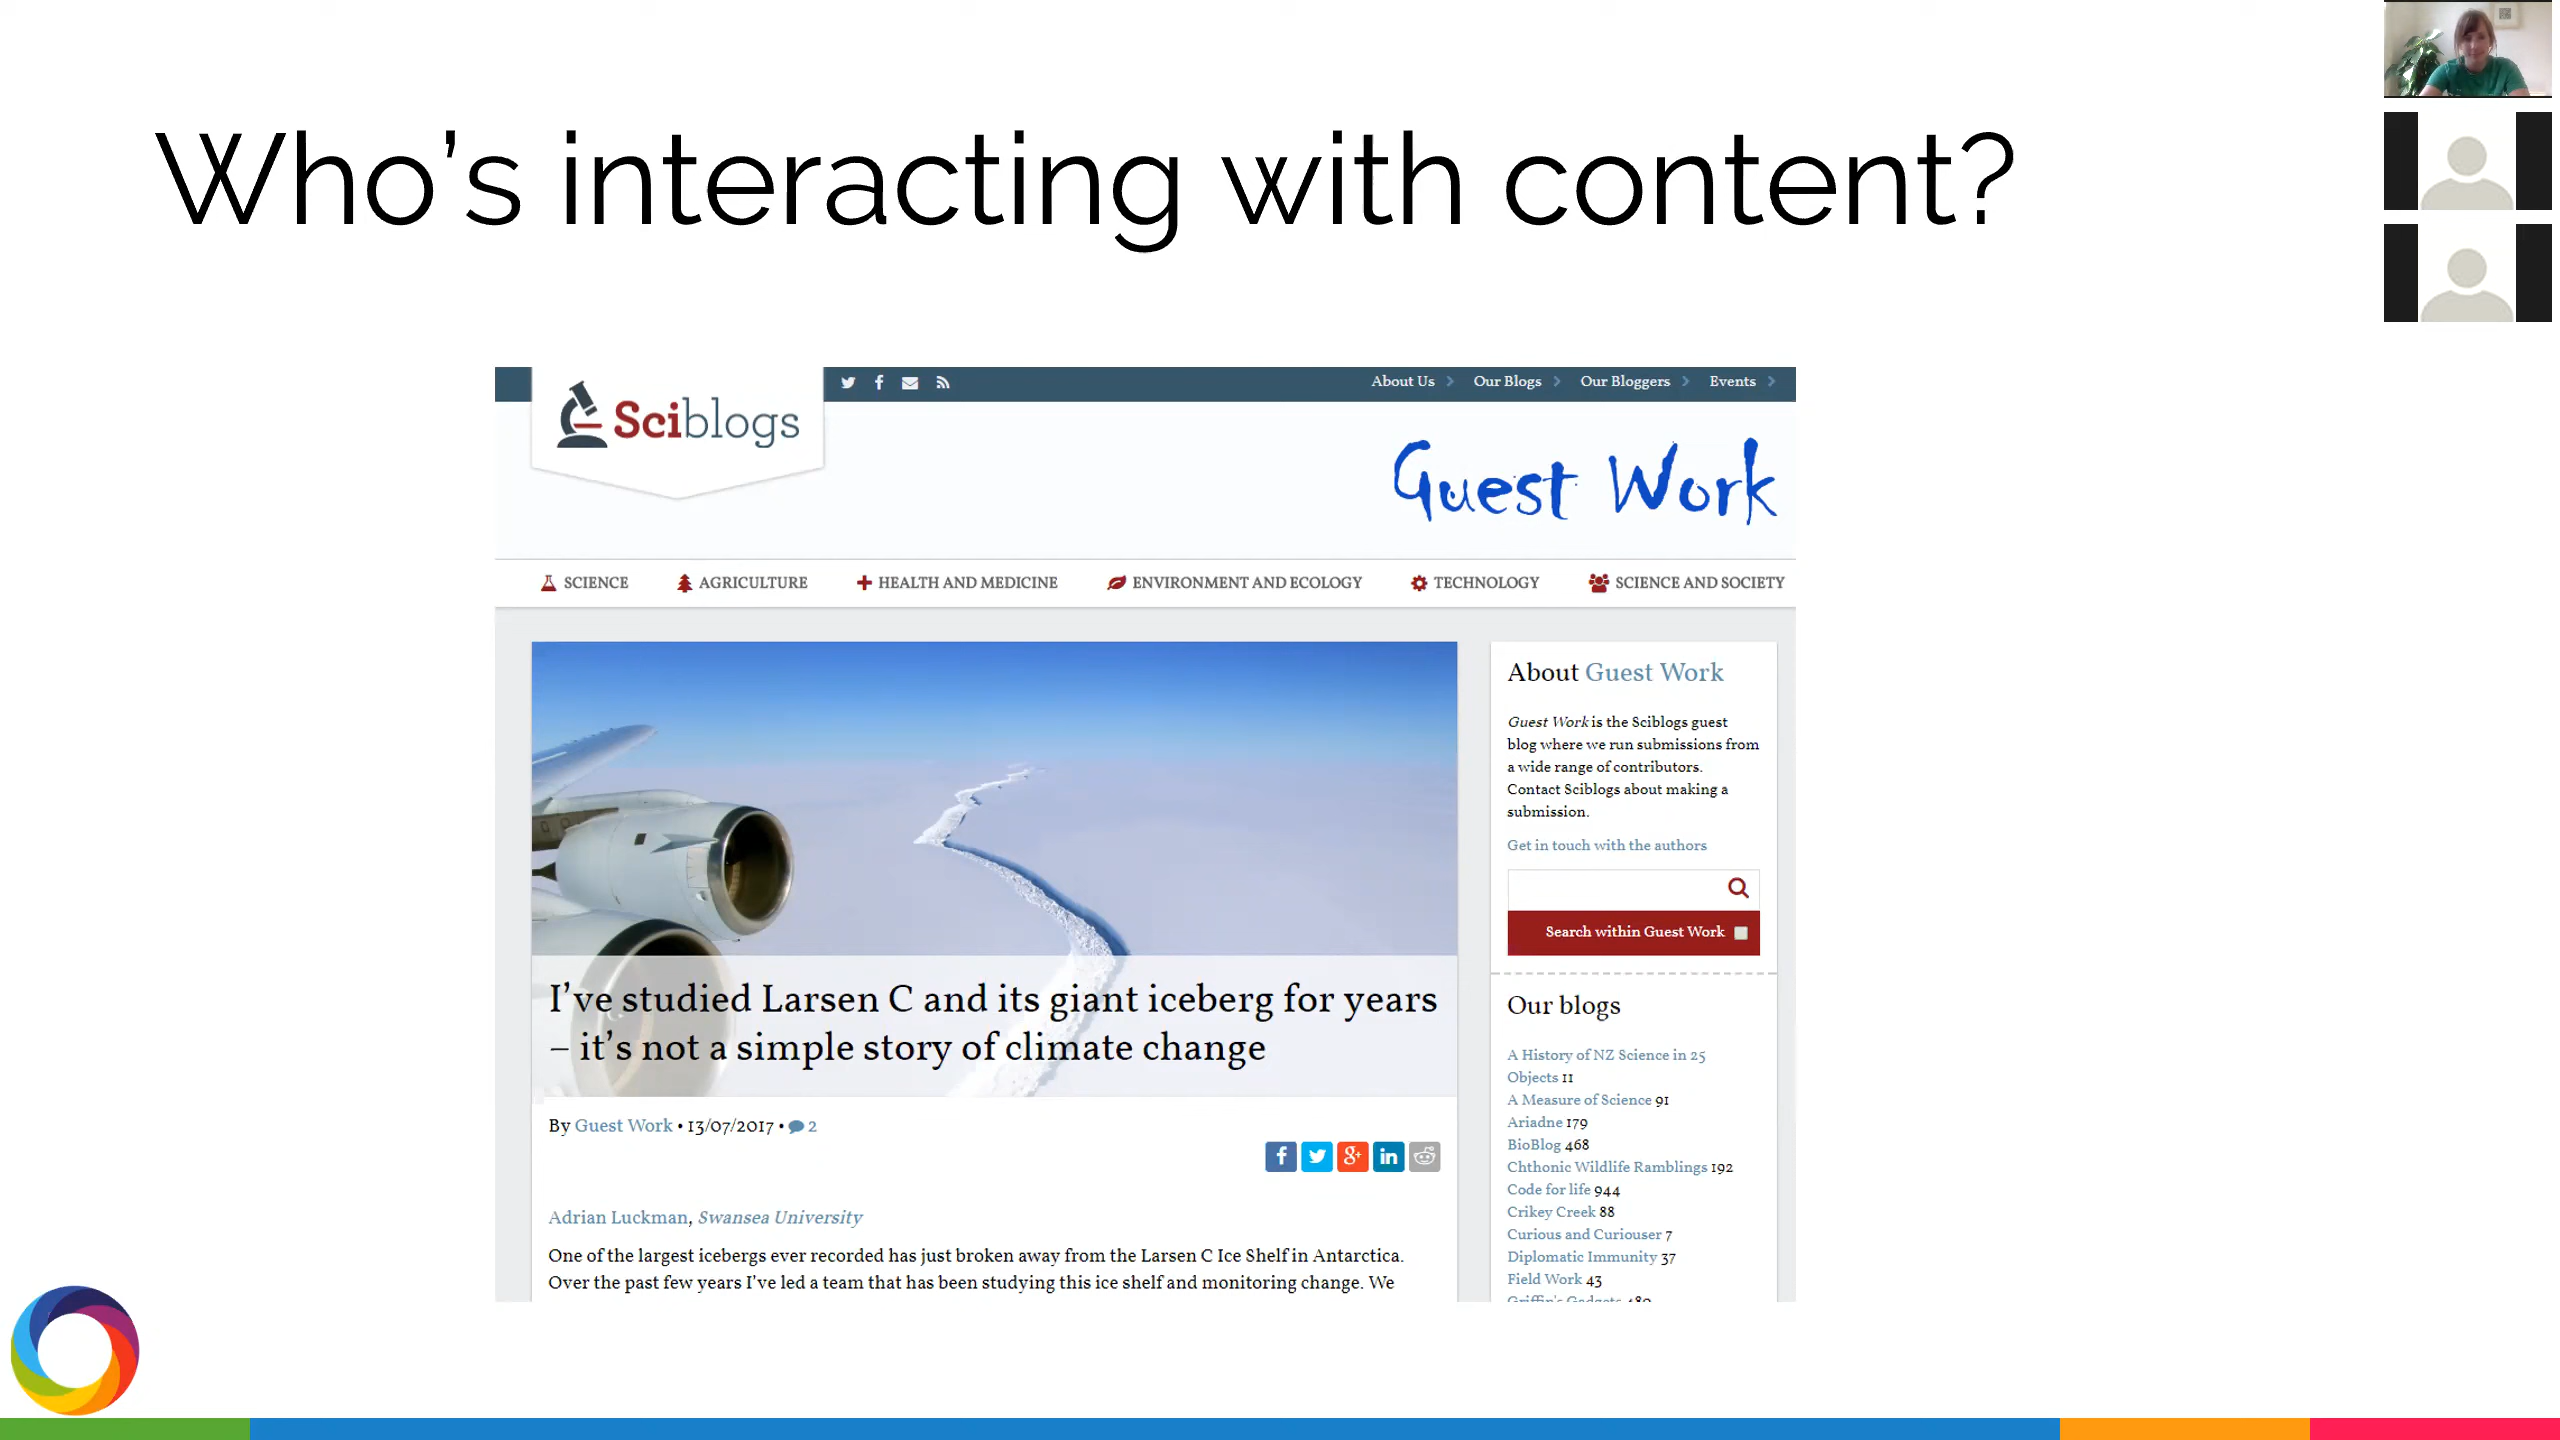 Who's interacting with content?
Sciblogs
About Us
Our Blogs
Our Bloggers
Events
Guest Work
SCIENCE
AGRICULTURE
HEALTH AND MEDICINE
ENVIRONMENT AND ECOLOGY
TECHNOLOGY
SCIENCE AND SOCIETY
I've studied Larsen C and its giant iceberg for years
– it's not a simple story of climate change
By Guest Work • 13/07/2017 • 2
Adrian Luckman, Swansea University
One of the largest icebergs ever recorded has just broken away from the Larsen C Ice Shelf in Antarctica.
Over the past few years I've led a team that has been studying this ice shelf and monitoring change. We
About Guest Work
Guest Work is the Sciblogs guest
blog where we run submissions from
a wide range of contributors.
Contact Sciblogs about making a
submission.
Get in touch with the authors
Search within Guest Work
Our blogs
A History of NZ Science in 25
Objects 11
A Measure of Science 91
Ariadne 179
BioBlog 468
Chthonic Wildlife Ramblings 192
Code for life 944
Crikey Creek 88
Curious and Curiouser 7
Diplomatic Immunity 37
Field Work 43